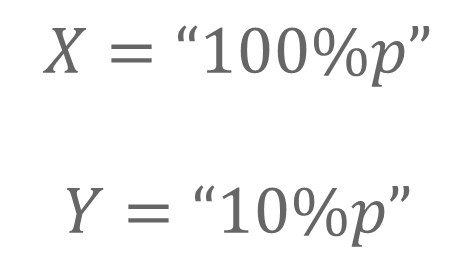 X = “100%p”
Y = “10%p”